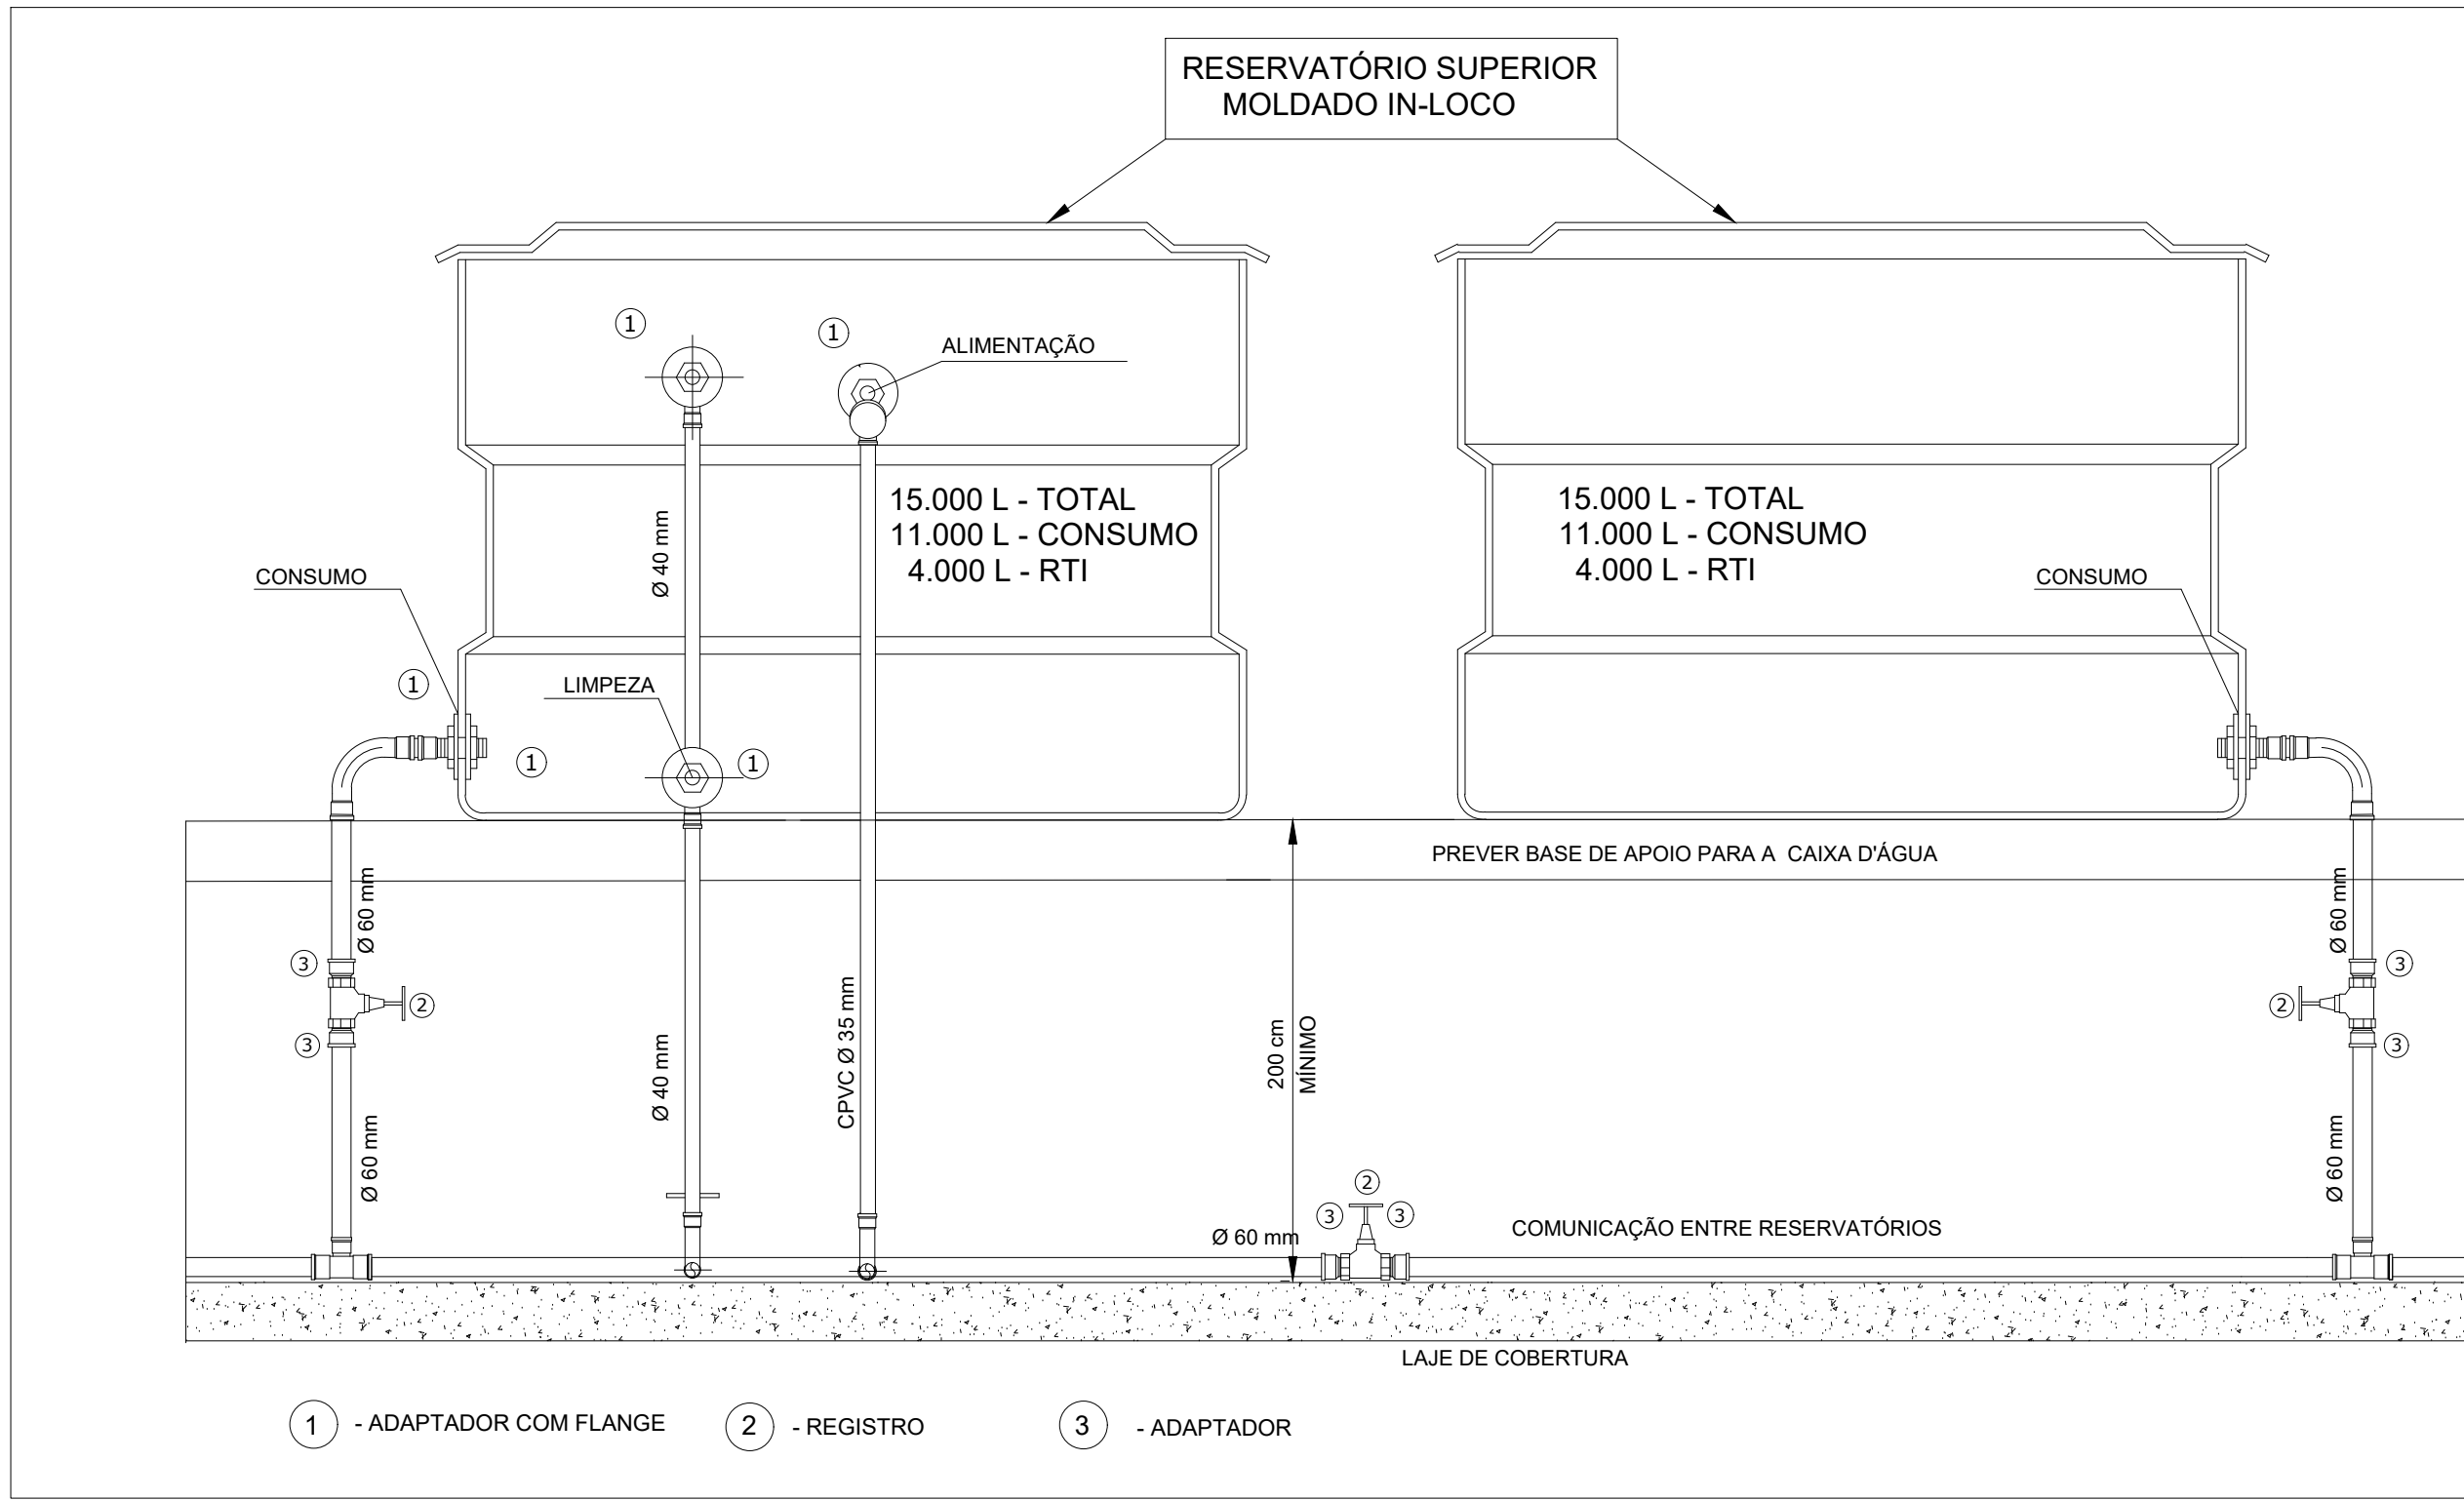 RESERVATÓRIO SUPERIOR
MOLDADO IN-LOCO
1
1
ALIMENTAÇÃO
15.000 L - TOTAL
11.000 L - CONSUMO
4.000 L - RTI
15.000 L - TOTAL
11.000 L - CONSUMO
4.000 L - RTI
Ø 40 mm
CONSUMO
CONSUMO
1
LIMPEZA
1
1
PREVER BASE DE APOIO PARA A CAIXA D'ÁGUA
Ø 60 mm
Ø 60 mm
3
3
2
2
3
3
Ø 40 mm
CPVC Ø 35 mm
200 cm
MÍNIMO
Ø 60 mm
Ø 60 mm
2
3
3
Ø 60 mm
COMUNICAÇÃO ENTRE RESERVATÓRIOS
LAJE DE COBERTURA
1 - ADAPTADOR COM FLANGE
2 - REGISTRO
3 - ADAPTADOR